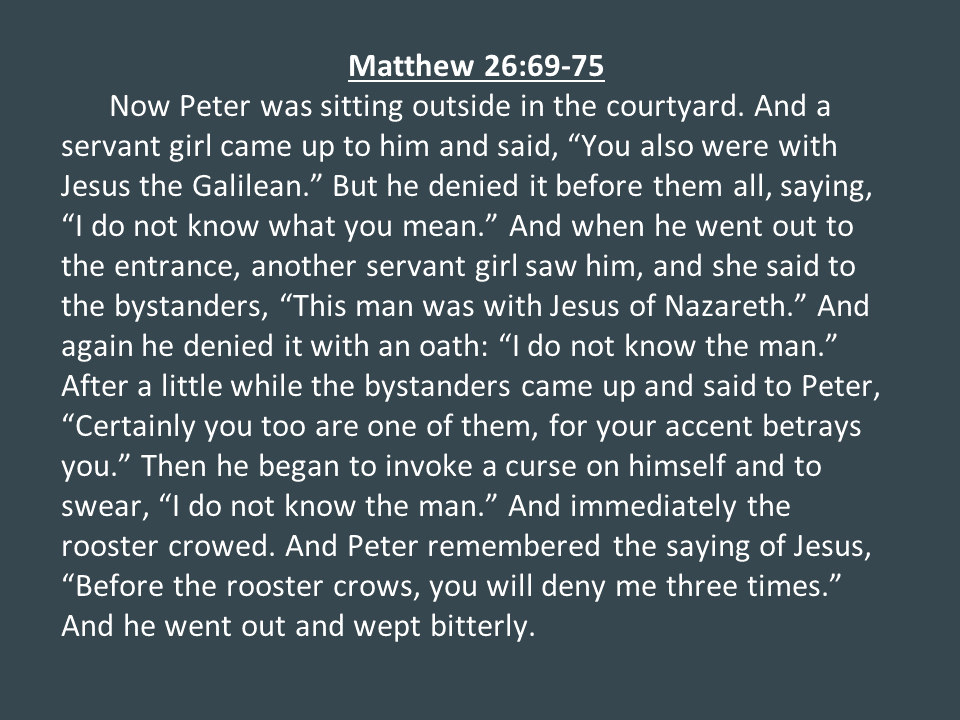 Matthew 26:69-75
Now Peter was sitting outside in the courtyard. And a
servant girl came up to him and said, “You also were with
Jesus the Galilean.” But he denied it before them all, saying,
“I do not know what you mean.” And when he went out to
the entrance, another servant girl saw him, and she said to
the bystanders, “This man was with Jesus of Nazareth.” And
again he denied it with an oath: “I do not know the man.”
After a little while the bystanders came up and said to Peter,
“Certainly you too are one of them, for your accent betrays
you.” Then he began to invoke a curse on himself and to
swear, “I do not know the man.” And immediately the
rooster crowed. And Peter remembered the saying of Jesus,
“Before the rooster crows, you will deny me three times.”
And he went out and wept bitterly.